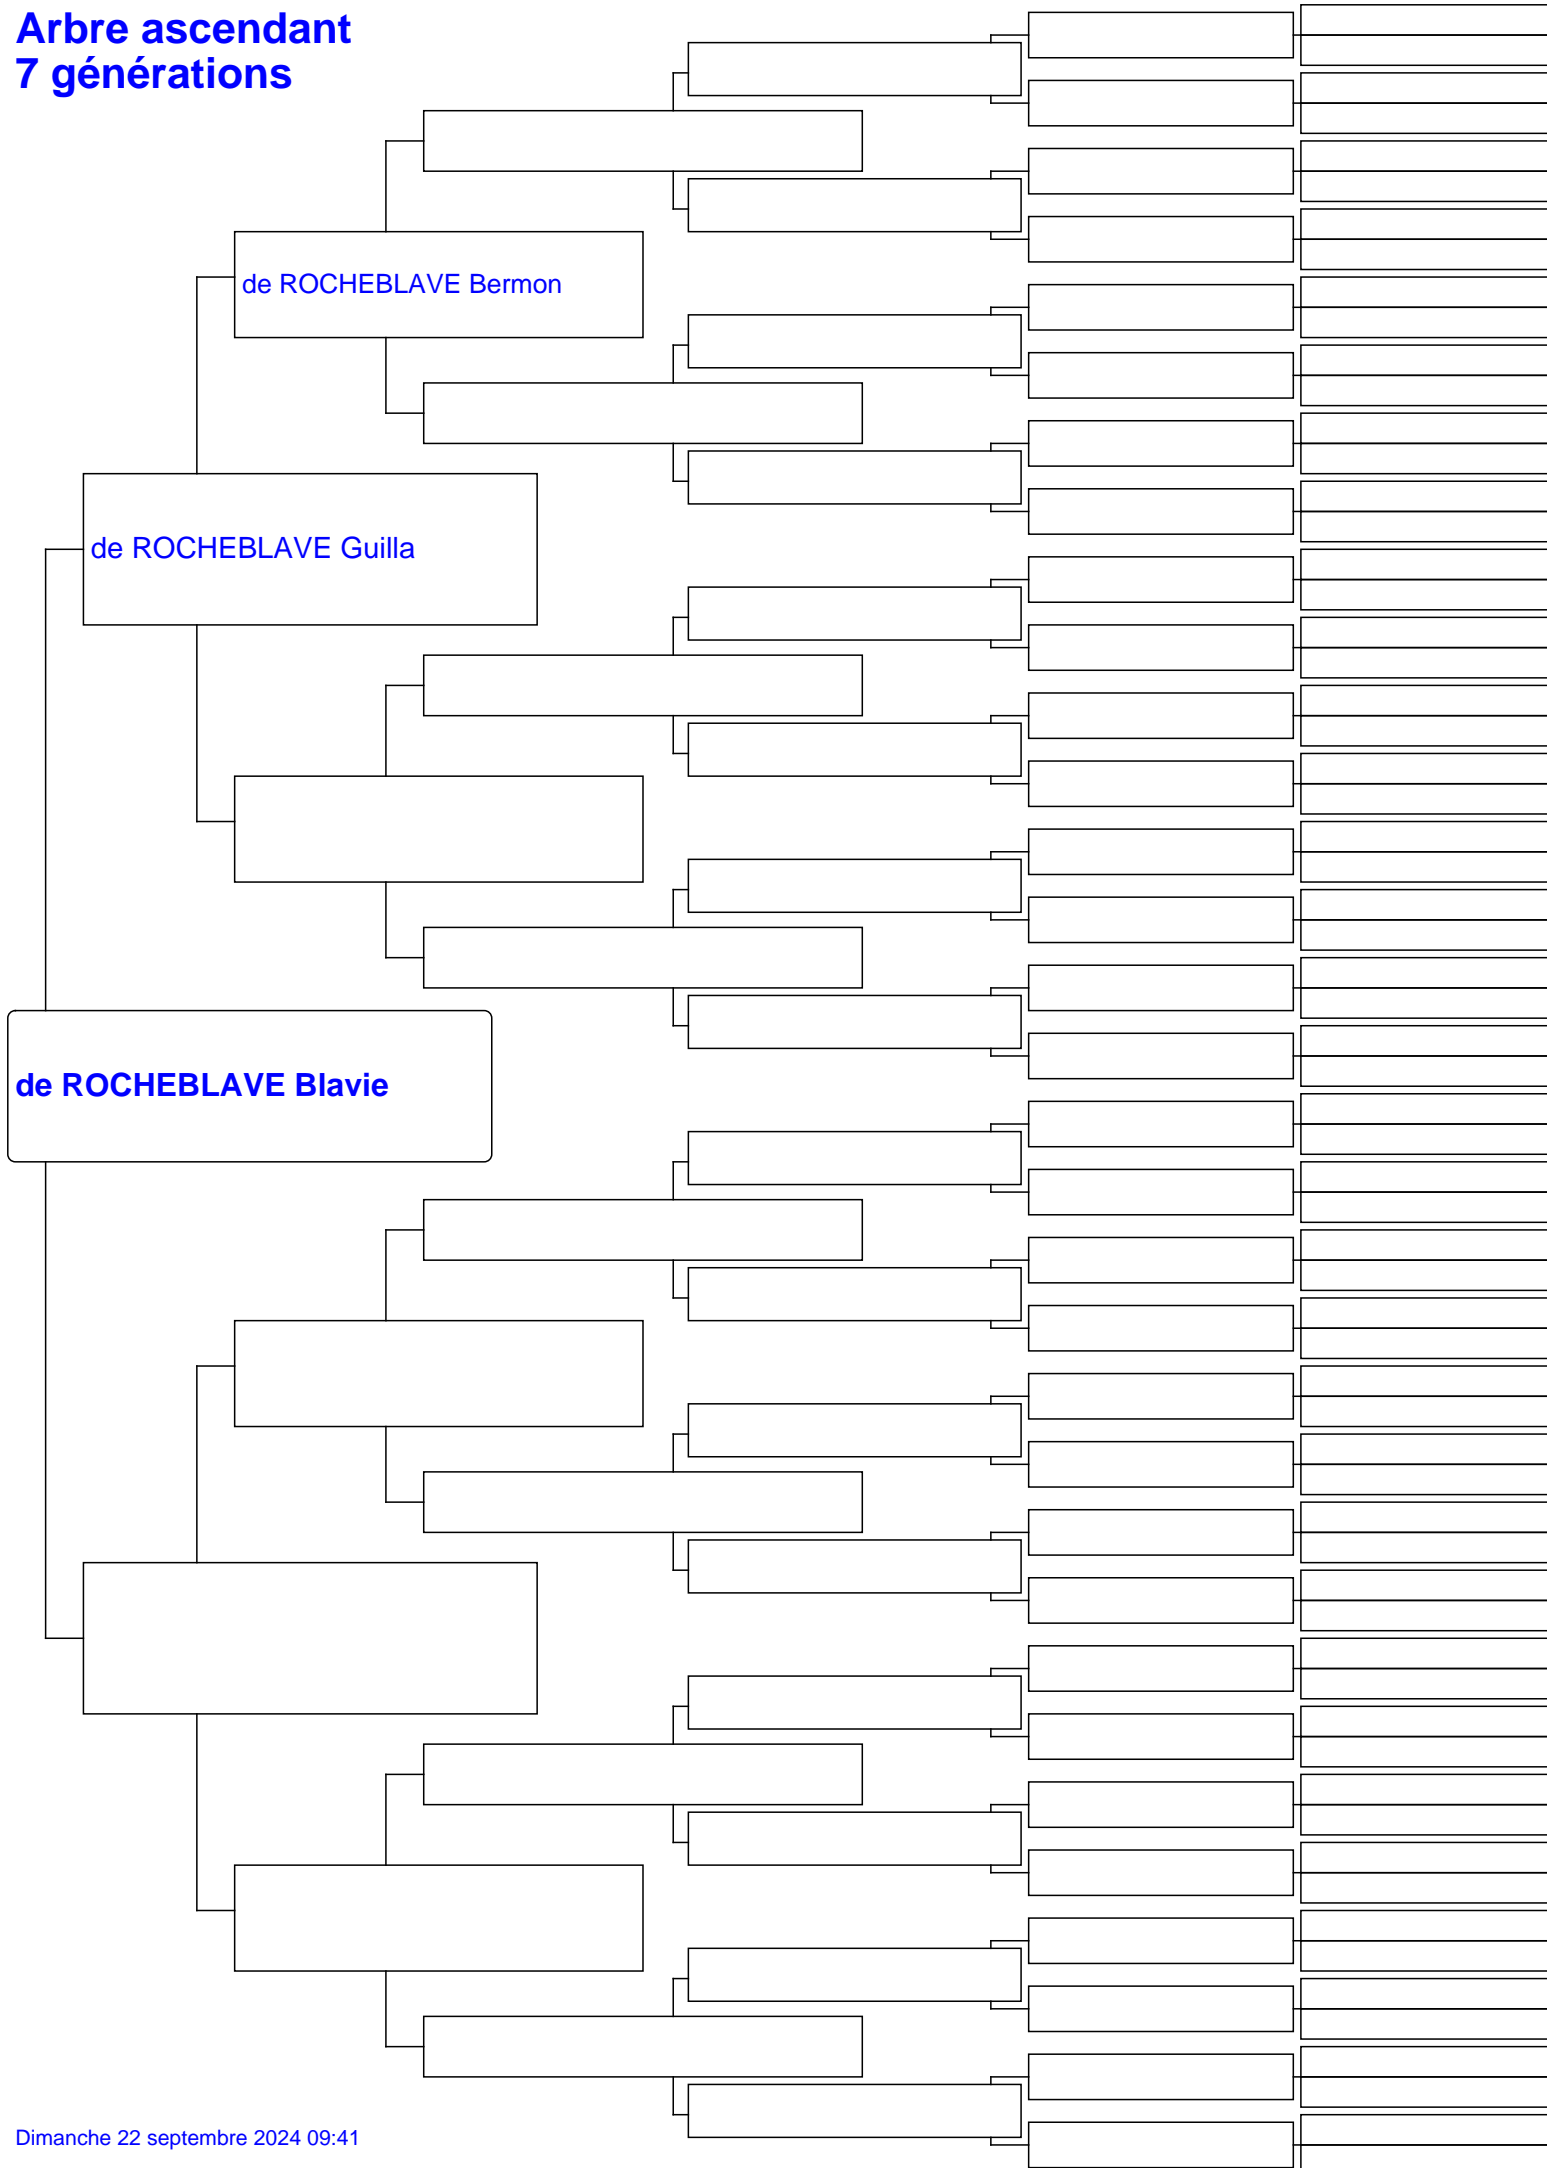 Arbre ascendant
7 générations
de ROCHEBLAVE Bermon
de ROCHEBLAVE Guilla
de ROCHEBLAVE Blavie
Dimanche 22 septembre 2024 09:41